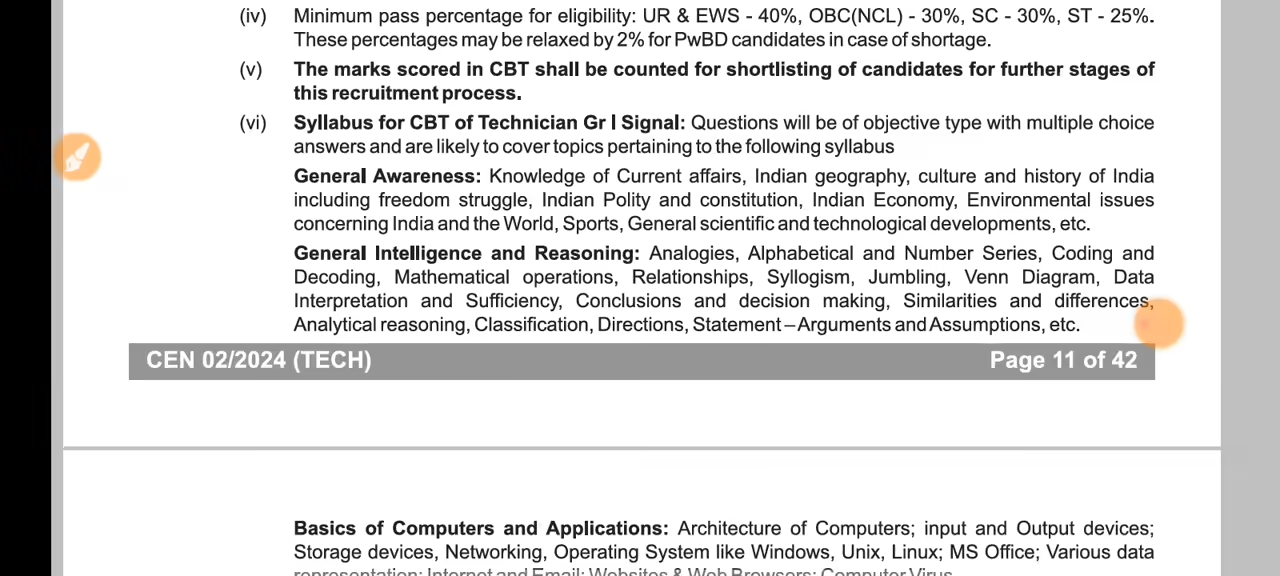 (iv) Minimum pass percentage for eligibility: UR & EWS - 40%, OBC(NCL) - 30%, SC - 30%, ST - 25%.
These percentages may be relaxed by 2% for PwBD candidates in case of shortage.
(v) The marks scored in CBT shall be counted for shortlisting of candidates for further stages of
this recruitment process.
(vi) Syllabus for CBT of Technician Gr I Signal: Questions will be of objective type with multiple choice
answers and are likely to cover topics pertaining to the following syllabus
General Awareness: Knowledge of Current affairs, Indian geography, culture and history of India
including freedom struggle, Indian Polity and constitution, Indian Economy, Environmental issues
concerning India and the World, Sports, General scientific and technological developments, etc.
General Intelligence and Reasoning: Analogies, Alphabetical and Number Series, Coding and
Decoding, Mathematical operations, Relationships, Syllogism, Jumbling, Venn Diagram, Data
Interpretation and Sufficiency, Conclusions and decision making, Similarities and differences,
Analytical reasoning, Classification, Directions, Statement – Arguments and Assumptions, etc.
CEN 02/2024 (TECH) Page 11 of 42
Basics of Computers and Applications: Architecture of Computers; input and Output devices;
Storage devices, Networking, Operating System like Windows, Unix, Linux; MS Office; Various data
representation; Internet and Email; Websites & Web Browsers; Computer Virus.